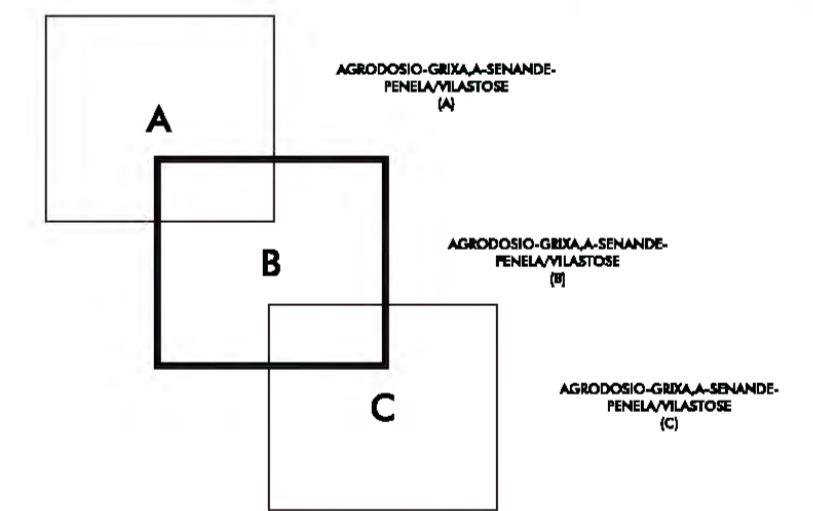 A
AGRODOSIO-GRIXA,A-SENANDE-
PENELA/VILASTOSE
(A)
B
AGRODOSIO-GRIXA,A-SENANDE-
PENELA/VILASTOSE
(B)
C
AGRODOSIO-GRIXA,A-SENANDE-
PENELA/VILASTOSE
(C)